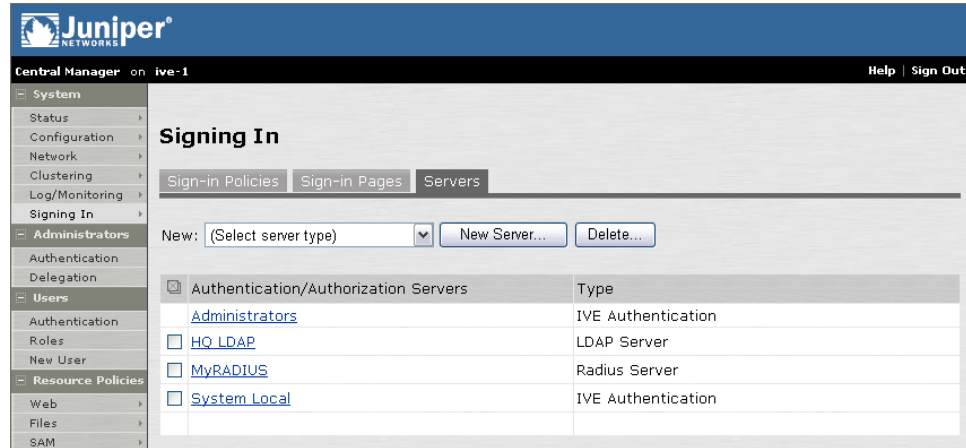 Juniper®
NETWORKS
Central Manager on ive-1
Help | Sign Out
System
Status
Configuration
Network
Clustering
Log/Monitoring
Signing In
Administrators
Authentication
Delegation
Users
Authentication
Roles
New User
Resource Policies
Web
Files
SAM
Signing In
Sign-in Policies Sign-in Pages Servers
New: (Select server type) New Server... Delete...
Authentication/Authorization Servers Type
Administrators IVE Authentication
HQ LDAP LDAP Server
MyRADIUS Radius Server
System Local IVE Authentication